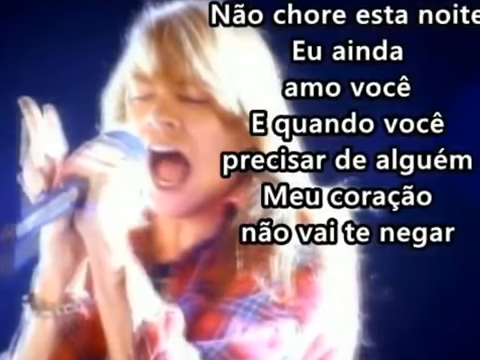 Não chore esta noite
Eu ainda
amo você
E quando você
precisar de alguém
Meu coração
não vai te negar